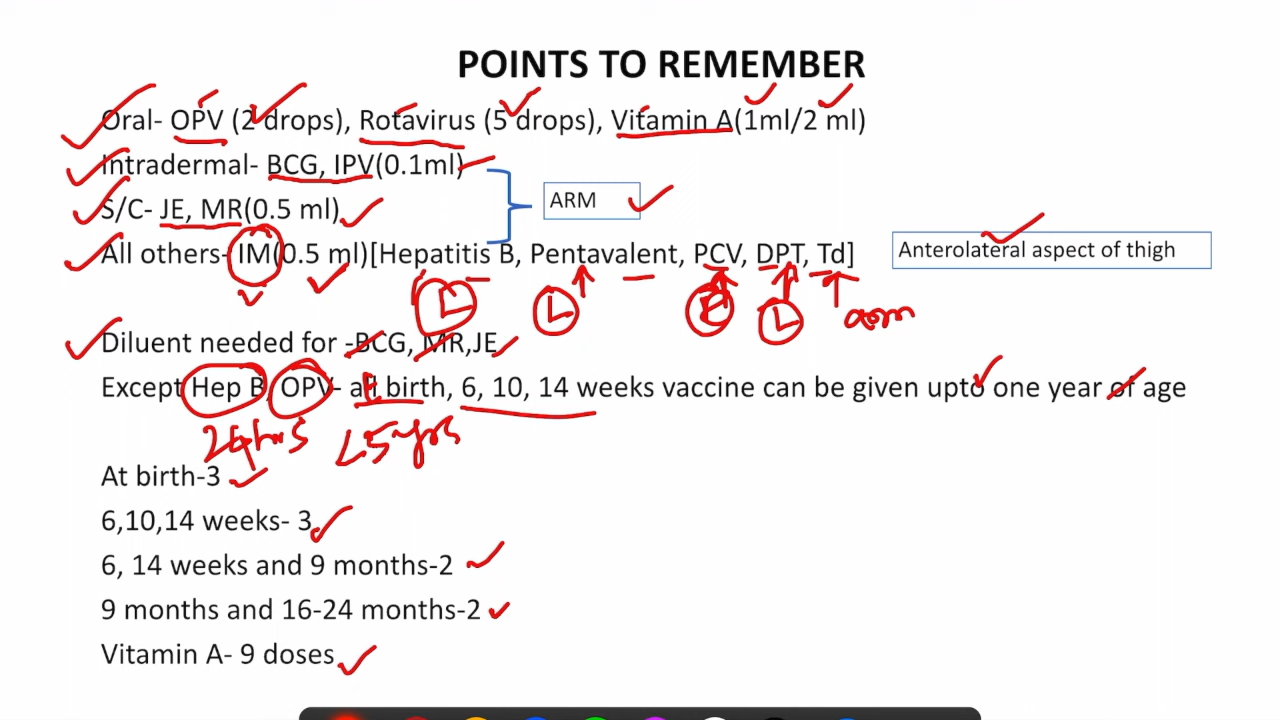 POINTS TO REMEMBER
Oral- OPV (2 drops), Rotavirus (5 drops), Vitamin A(1ml/2 ml)
Intradermal- BCG, IPV(0.1ml)
ARM
S/C- JE, MR(0.5 ml)
All others- IM(0.5 ml)[Hepatitis B, Pentavalent, PCV, DPT, Td]
Anterolateral aspect of thigh
L L L arm
Diluent needed for -BCG, MR,JE
Except Hep B, OPV- at birth, 6, 10, 14 weeks vaccine can be given upto one year of age
24hrs <5yrs
At birth-3
6,10,14 weeks- 3
6, 14 weeks and 9 months-2
9 months and 16-24 months-2
Vitamin A- 9 doses